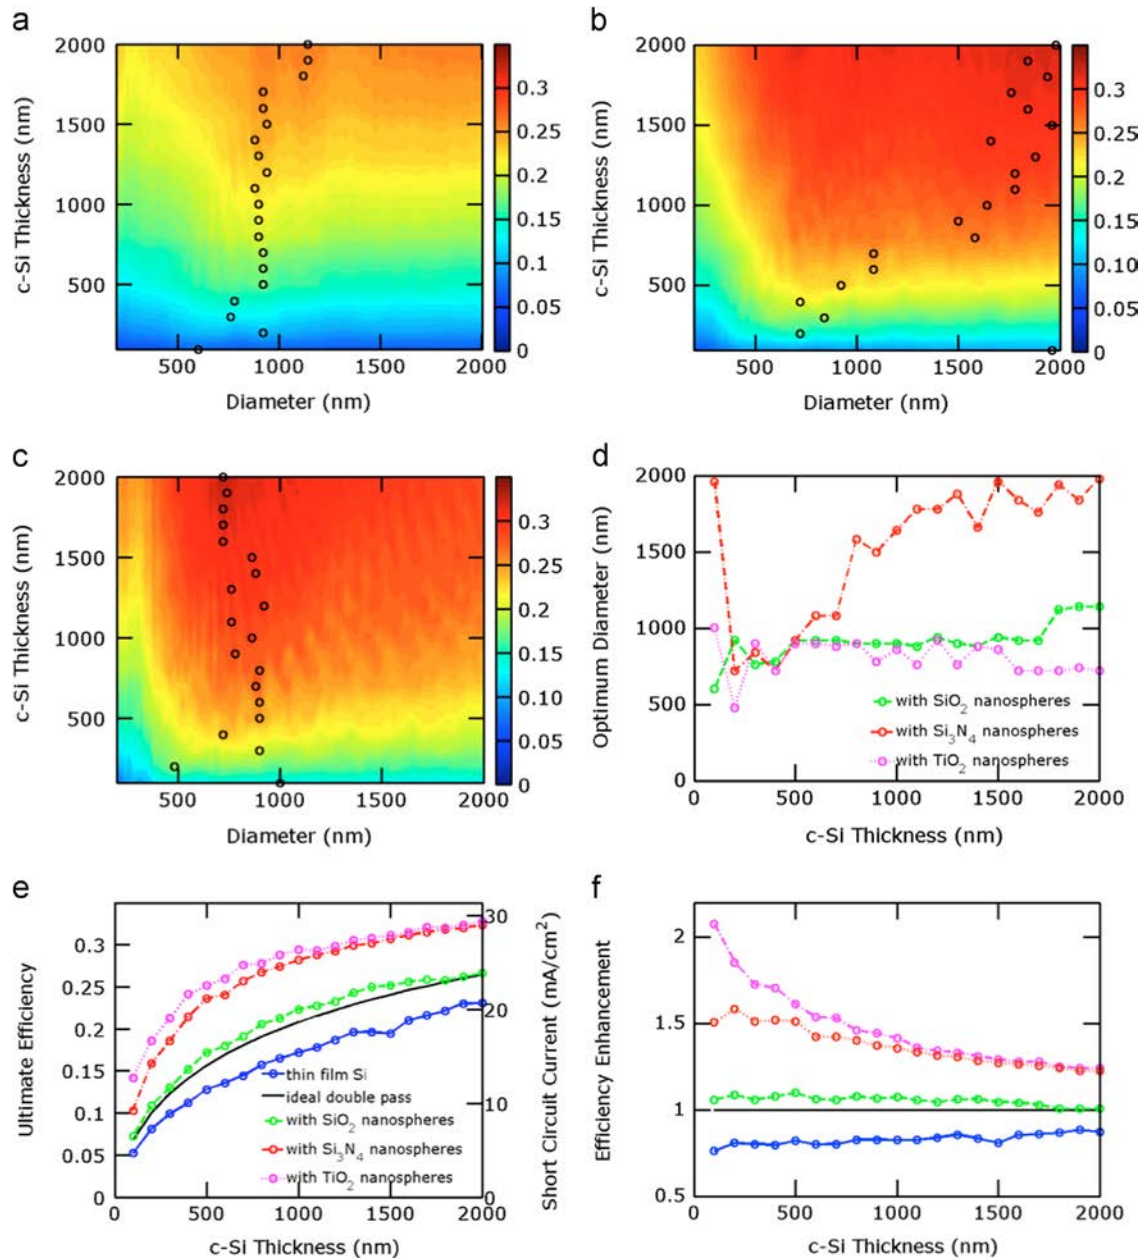 a
2000
1500
1000
500
c-Si Thickness (nm)
500
1000
1500
2000
Diameter (nm)
0.3
0.25
0.2
0.15
0.1
0.05
0
b
2000
1500
1000
500
c-Si Thickness (nm)
500
1000
1500
2000
Diameter (nm)
0.3
0.25
0.2
0.15
0.1
0.05
0
c
2000
1500
1000
500
c-Si Thickness (nm)
500
1000
1500
2000
Diameter (nm)
0.3
0.25
0.2
0.15
0.1
0.05
0
d
2000
1500
1000
500
0
Optimum Diameter (nm)
with SiO₂ nanospheres
with Si₃N₄ nanospheres
with TiO₂ nanospheres
0
500
1000
1500
2000
c-Si Thickness (nm)
e
0.3
0.25
0.2
0.15
0.1
0.05
0
Ultimate Efficiency
thin film Si
ideal double pass
with SiO₂ nanospheres
with Si₃N₄ nanospheres
with TiO₂ nanospheres
30
20
10
0
Short Circuit Current (mA/cm²)
0
500
1000
1500
2000
c-Si Thickness (nm)
f
2
1.5
1
0.5
Efficiency Enhancement
0
500
1000
1500
2000
c-Si Thickness (nm)